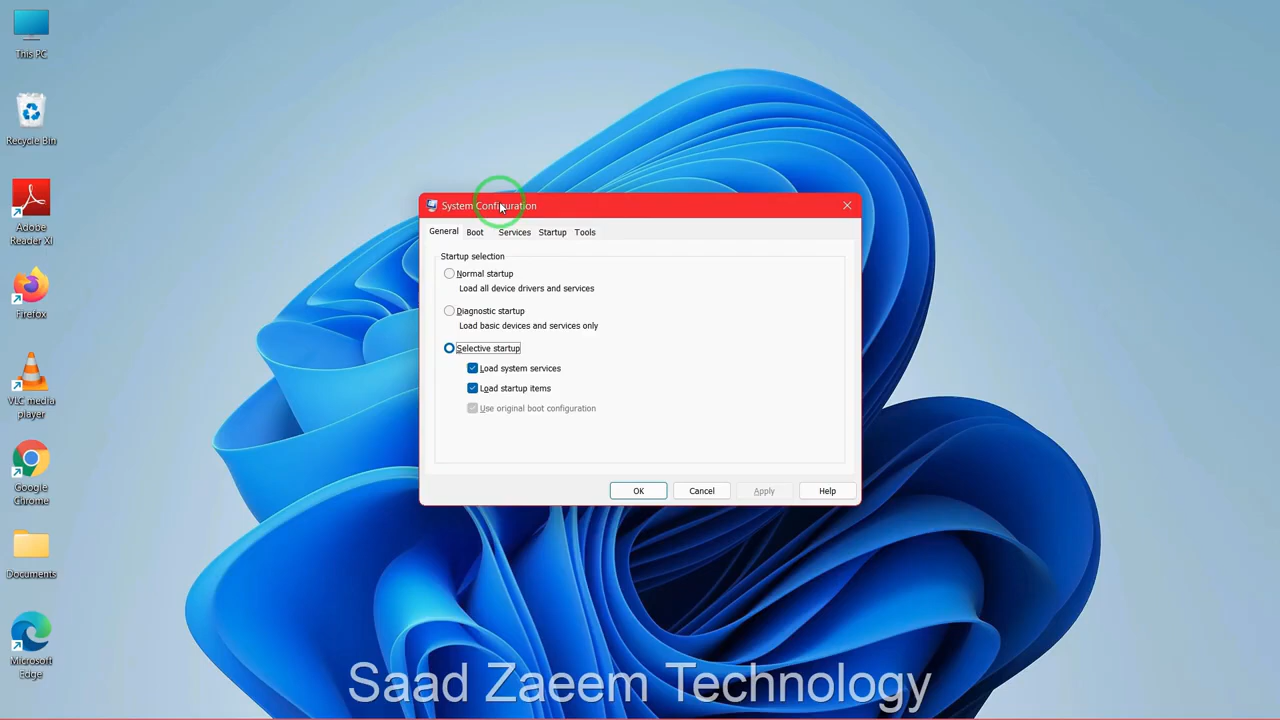 This PC
Recycle Bin
Adobe
Reader XI
Firefox
VLC media
player
Google
Chrome
Documents
Microsoft
Edge
System Configuration
General Boot Services Startup Tools
Startup selection
Normal startup
Load all device drivers and services
Diagnostic startup
Load basic devices and services only
Selective startup
Load system services
Load startup items
Use original boot configuration
OK Cancel Apply Help
Saad Zaeem Technology